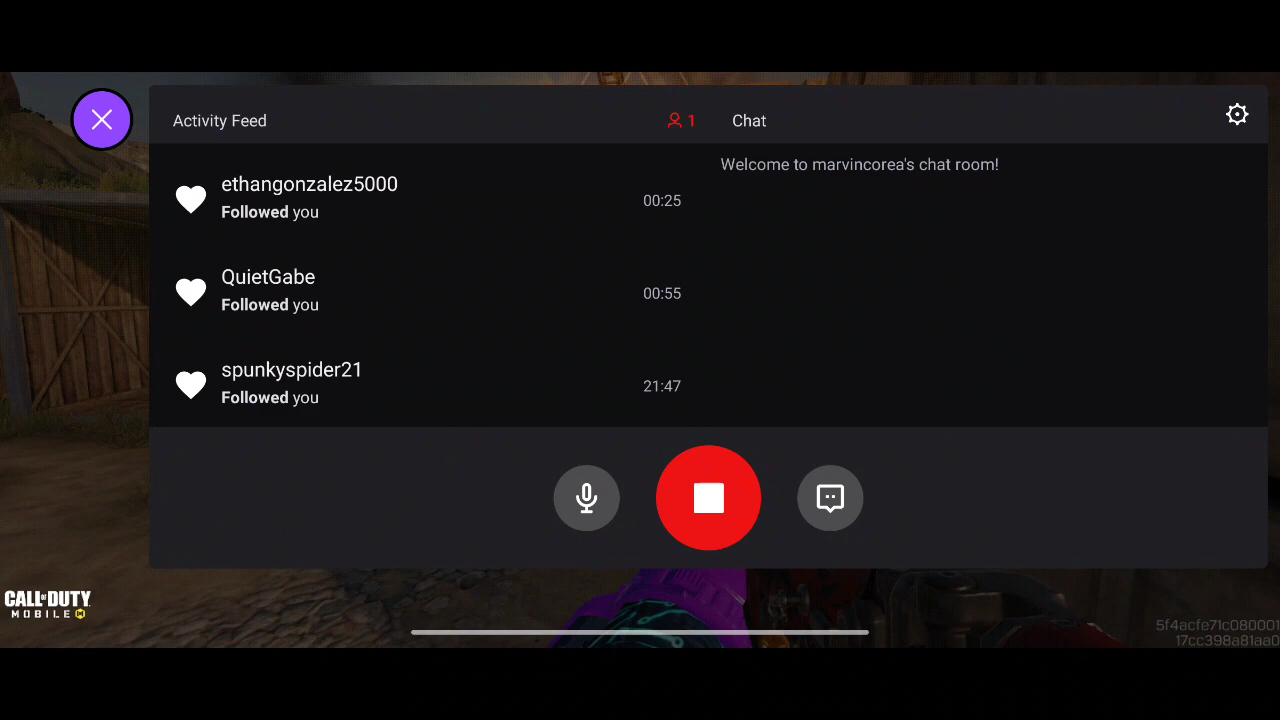 Activity Feed
1
Chat
Welcome to marvincorea's chat room!
ethangonzalez5000
Followed you
00:25
QuietGabe
Followed you
00:55
spunkyspider21
Followed you
21:47
CALL OF DUTY
MOBILE
5f4acfe71c080001
17cc398a81aa0